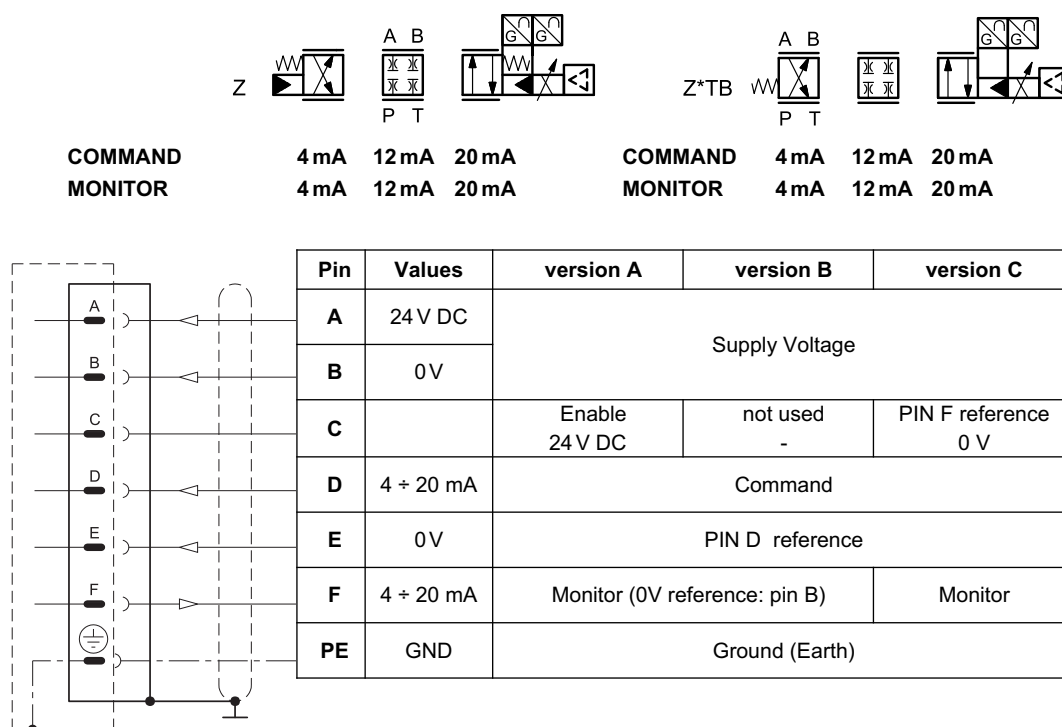 A B
G G
Z
P T
A B
G G
Z*TB
P T
COMMAND 4 mA 12 mA 20 mA
MONITOR 4 mA 12 mA 20 mA
COMMAND 4 mA 12 mA 20 mA
MONITOR 4 mA 12 mA 20 mA
Pin Values version A version B version C
A A 24 V DC Supply Voltage
B B 0 V
C C Enable 24 V DC not used - PIN F reference 0 V
D D 4 ÷ 20 mA Command
E E 0 V PIN D reference
F F 4 ÷ 20 mA Monitor (0V reference: pin B) Monitor
PE GND Ground (Earth)